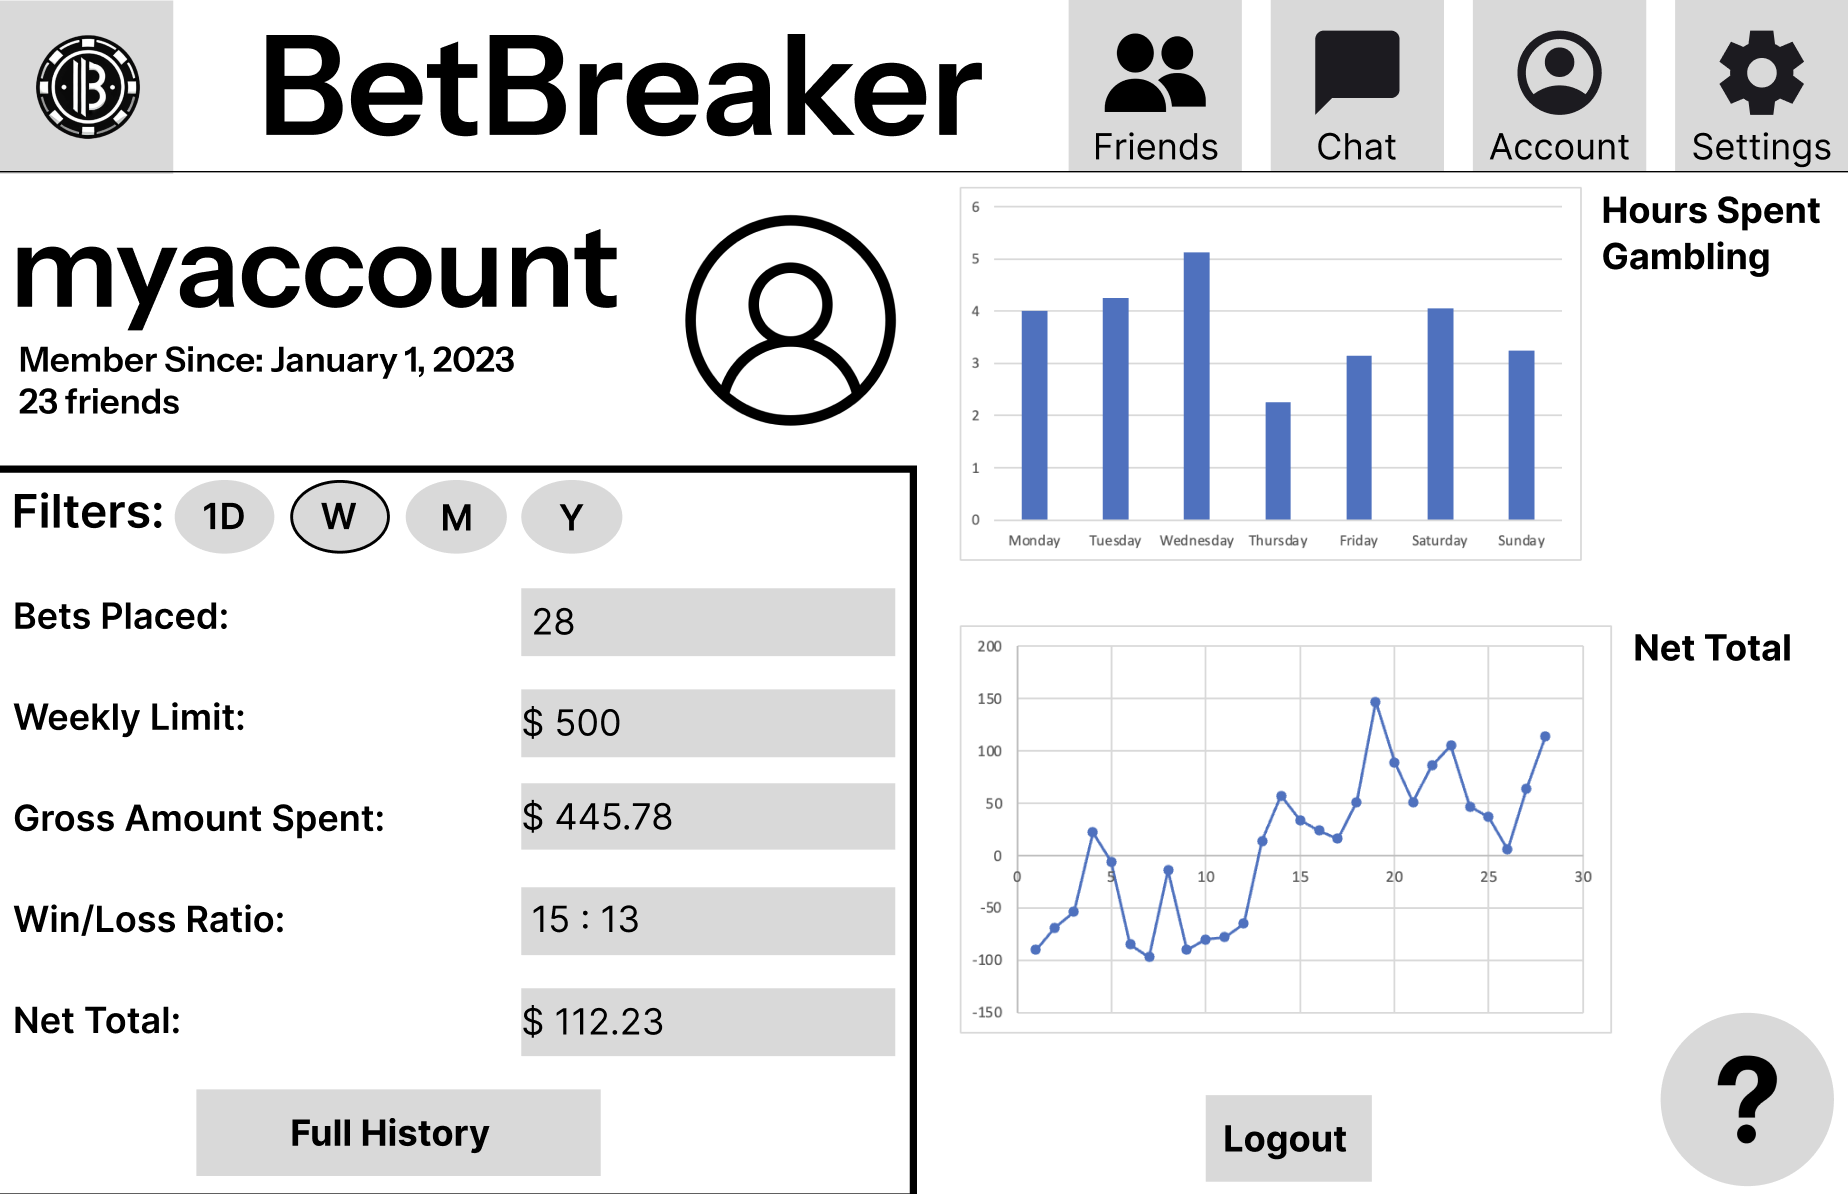 BetBreaker
Friends
Chat
Account
Settings
myaccount
Member Since: January 1, 2023
23 friends
Filters: 1D W M Y
Bets Placed: 28
Weekly Limit: $ 500
Gross Amount Spent: $ 445.78
Win/Loss Ratio: 15 : 13
Net Total: $ 112.23
Full History
Hours Spent
Gambling
6
5
4
3
2
1
0
Monday Tuesday Wednesday Thursday Friday Saturday Sunday
Net Total
200
150
100
50
0
0 5 10 15 20 25 30
-50
-100
-150
Logout
?